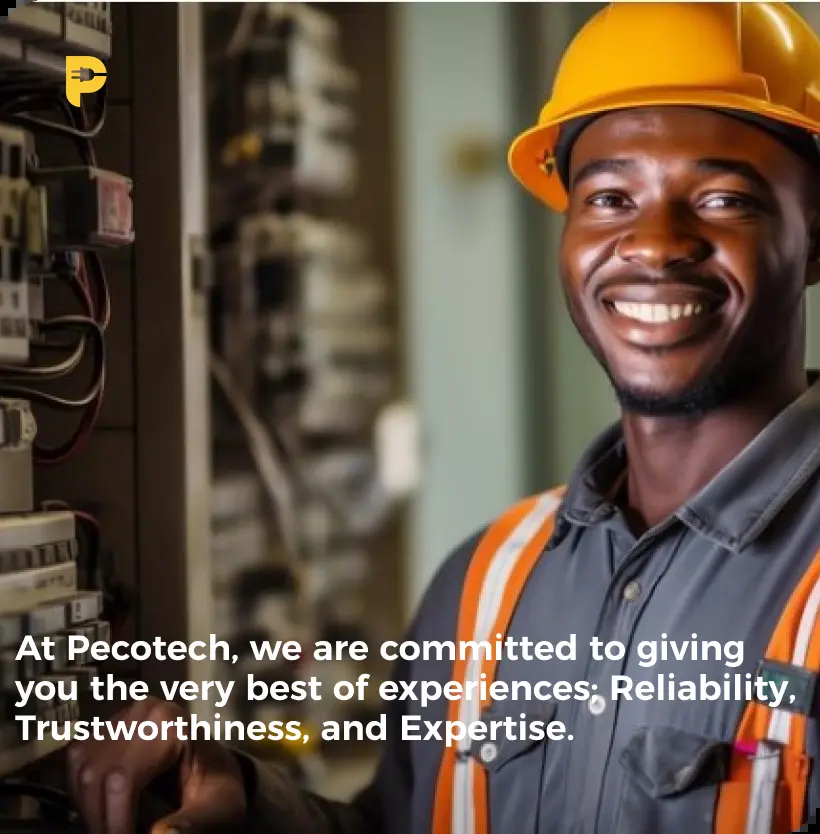 P
At Pecotech, we are committed to giving
you the very best of experiences; Reliability,
Trustworthiness, and Expertise.